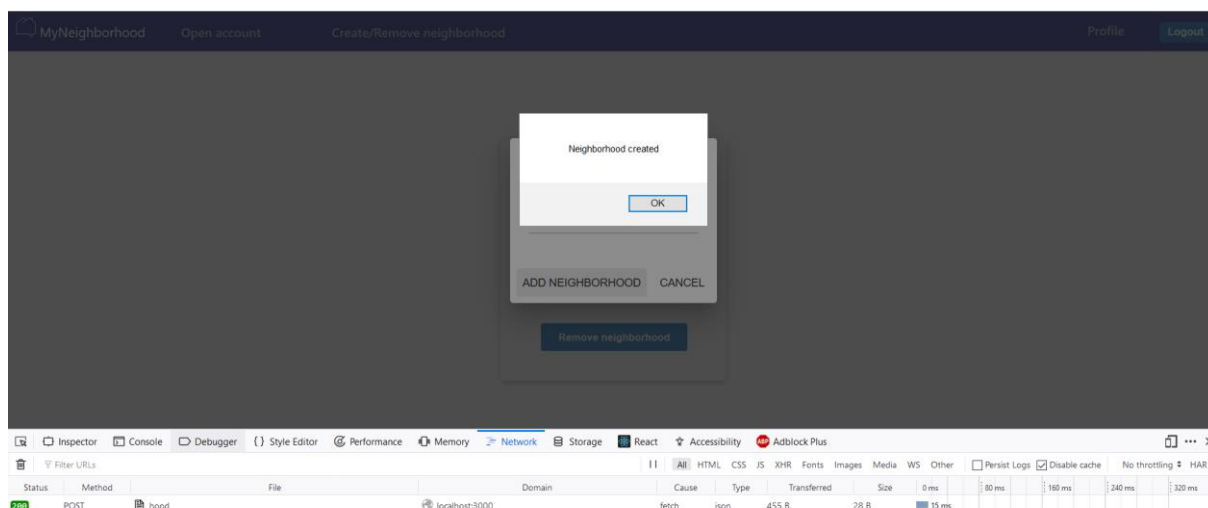 MyNeighborhood Open account Create/Remove neighborhood Profile Logout
Neighborhood created
OK
ADD NEIGHBORHOOD CANCEL
Remove neighborhood
Inspector Console Debugger {} Style Editor Performance Memory Network Storage React Accessibility ABP Adblock Plus
Filter URLs All HTML CSS JS XHR Fonts Images Media WS Other Persist Logs Disable cache No throttling HAR
Status Method File Domain Cause Type Transferred Size 0 ms 80 ms 160 ms 240 ms 320 ms
200 POST hood localhost:3000 fetch json 455 B 28 B 15 ms